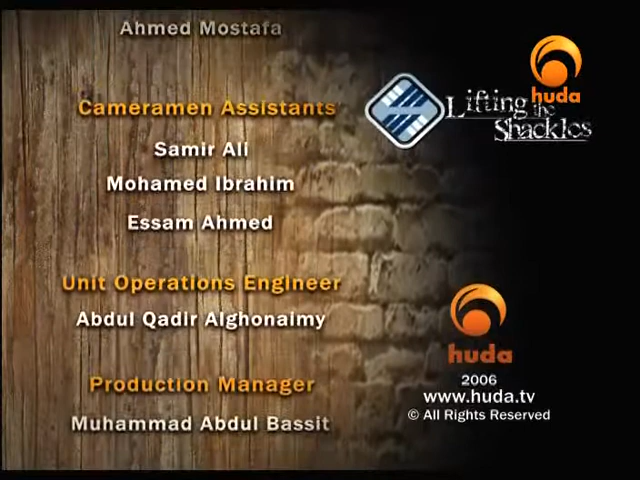 Ahmed Mostafa
Cameramen Assistants
Samir Ali
Mohamed Ibrahim
Essam Ahmed
Unit Operations Engineer
Abdul Qadir Alghonaimy
Production Manager
Muhammad Abdul Bassit
huda
Lifting the
Shackles
huda
2006
www.huda.tv
© All Rights Reserved